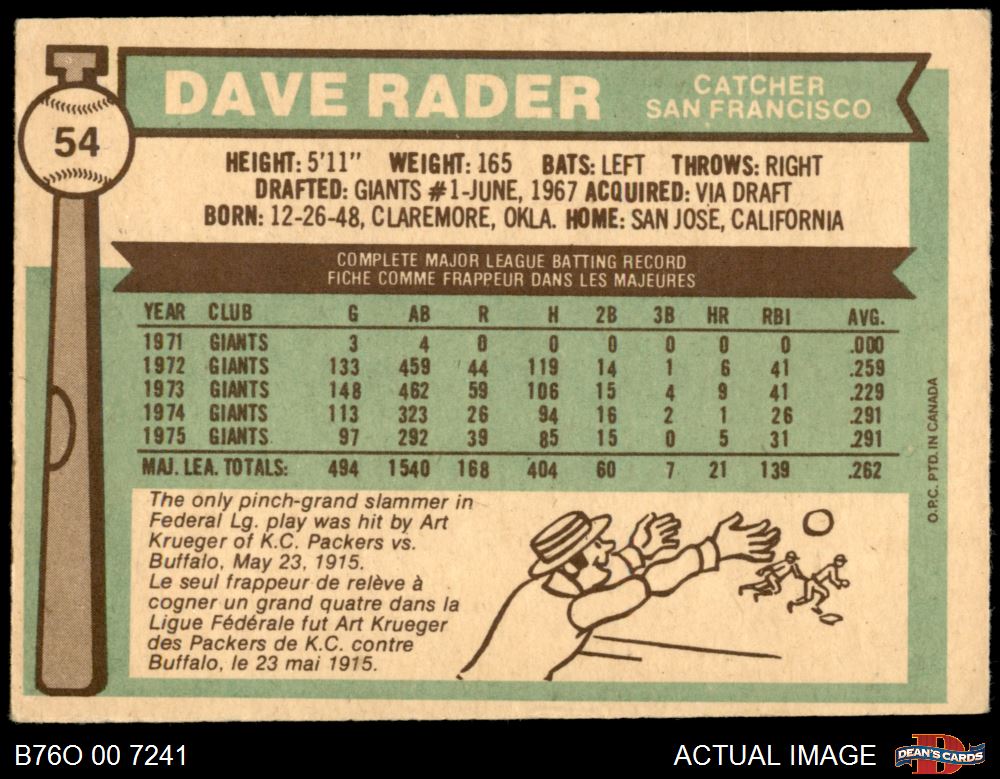 54
DAVE RADER
CATCHER
SAN FRANCISCO
HEIGHT: 5'11" WEIGHT: 165 BATS: LEFT THROWS: RIGHT
DRAFTED: GIANTS #1-JUNE, 1967 ACQUIRED: VIA DRAFT
BORN: 12-26-48, CLAREMORE, OKLA. HOME: SAN JOSE, CALIFORNIA
COMPLETE MAJOR LEAGUE BATTING RECORD
FICHE COMME FRAPPEUR DANS LES MAJEURES
YEAR CLUB G AB R H 2B 3B HR RBI AVG.
1971 GIANTS 3 4 0 0 0 0 0 0 .000
1972 GIANTS 133 459 44 119 14 1 6 41 .259
1973 GIANTS 148 462 59 106 15 4 9 41 .229
1974 GIANTS 113 323 26 94 16 2 1 26 .291
1975 GIANTS 97 292 39 85 15 0 5 31 .291
MAJ. LEA. TOTALS: 494 1540 168 404 60 7 21 139 .262
The only pinch-grand slammer in
Federal Lg. play was hit by Art
Krueger of K.C. Packers vs.
Buffalo, May 23, 1915.
Le seul frappeur de relève à
cogner un grand quatre dans la
Ligue Fédérale fut Art Krueger
des Packers de K.C. contre
Buffalo, le 23 mai 1915.
O.P.C. PTD. IN CANADA
B76O 00 7241
ACTUAL IMAGE
DEAN'S CARDS